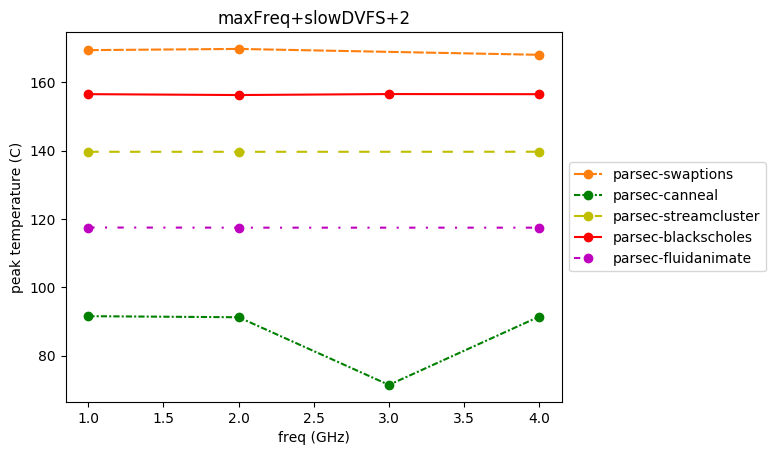 maxFreq+slowDVFS+2
peak temperature (C)
160
140
120
100
80
1.0 1.5 2.0 2.5 3.0 3.5 4.0
freq (GHz)
parsec-swaptions
parsec-canneal
parsec-streamcluster
parsec-blackscholes
parsec-fluidanimate